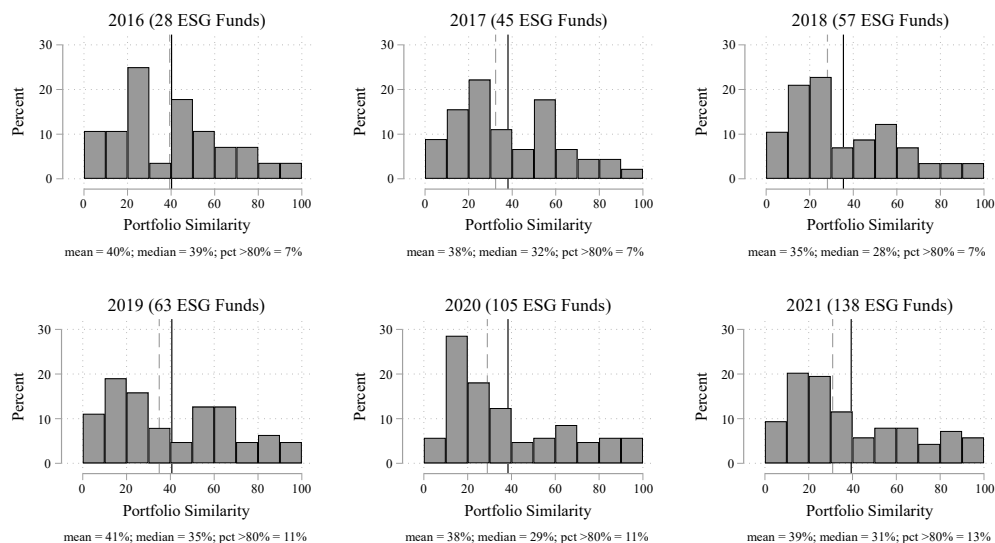 2016 (28 ESG Funds)
30
20
10
0
Percent
0 20 40 60 80 100
Portfolio Similarity
mean = 40%; median = 39%; pct >80% = 7%
2017 (45 ESG Funds)
30
20
10
0
Percent
0 20 40 60 80 100
Portfolio Similarity
mean = 38%; median = 32%; pct >80% = 7%
2018 (57 ESG Funds)
30
20
10
0
Percent
0 20 40 60 80 100
Portfolio Similarity
mean = 35%; median = 28%; pct >80% = 7%
2019 (63 ESG Funds)
30
20
10
0
Percent
0 20 40 60 80 100
Portfolio Similarity
mean = 41%; median = 35%; pct >80% = 11%
2020 (105 ESG Funds)
30
20
10
0
Percent
0 20 40 60 80 100
Portfolio Similarity
mean = 38%; median = 29%; pct >80% = 11%
2021 (138 ESG Funds)
30
20
10
0
Percent
0 20 40 60 80 100
Portfolio Similarity
mean = 39%; median = 31%; pct >80% = 13%